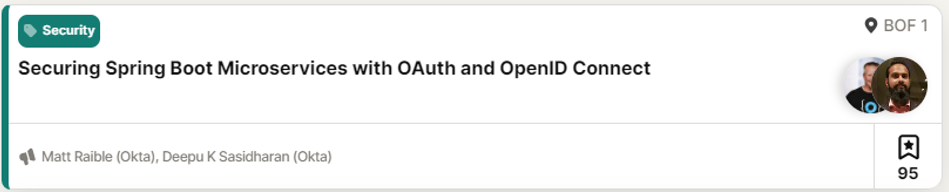 Security
BOF 1
Securing Spring Boot Microservices with OAuth and OpenID Connect
Matt Raible (Okta), Deepu K Sasidharan (Okta)
95